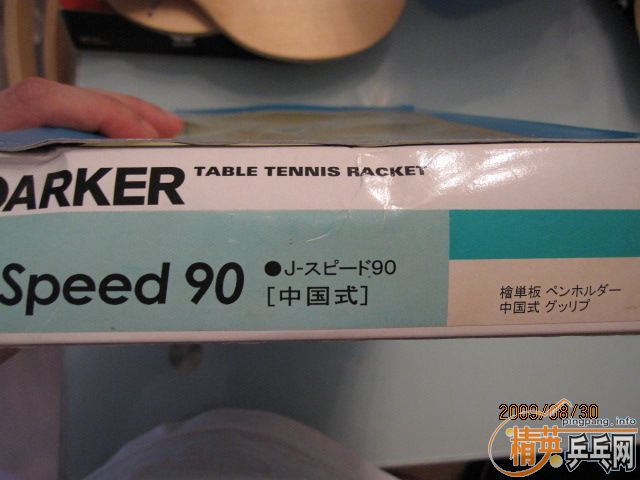 DARKER TABLE TENNIS RACKET
Speed 90
●J-スピード90
[中国式]
檜単板 ペンホルダー
中国式 グッリプ
2009/08/30
pingpang.info
精英乒乓网